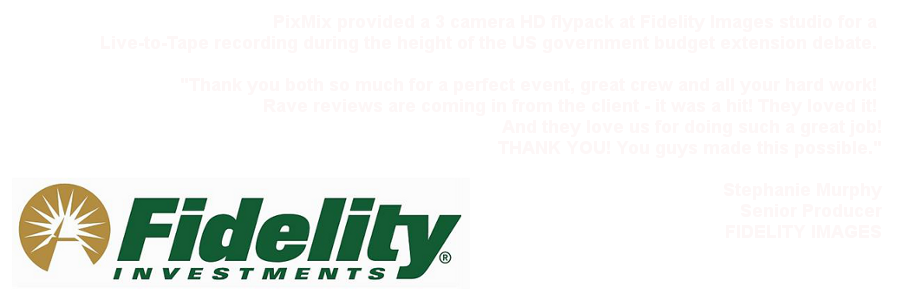 PixMix provided a 3 camera HD flypack at Fidelity Images studio for a
Live-to-Tape recording during the height of the US government budget extension debate.
"Thank you both so much for a perfect event, great crew and all your hard work!
Rave reviews are coming in from the client - it was a hit! They loved it!
And they love us for doing such a great job!
THANK YOU! You guys made this possible."
Stephanie Murphy
Senior Producer
FIDELITY IMAGES
Fidelity
INVESTMENTS®